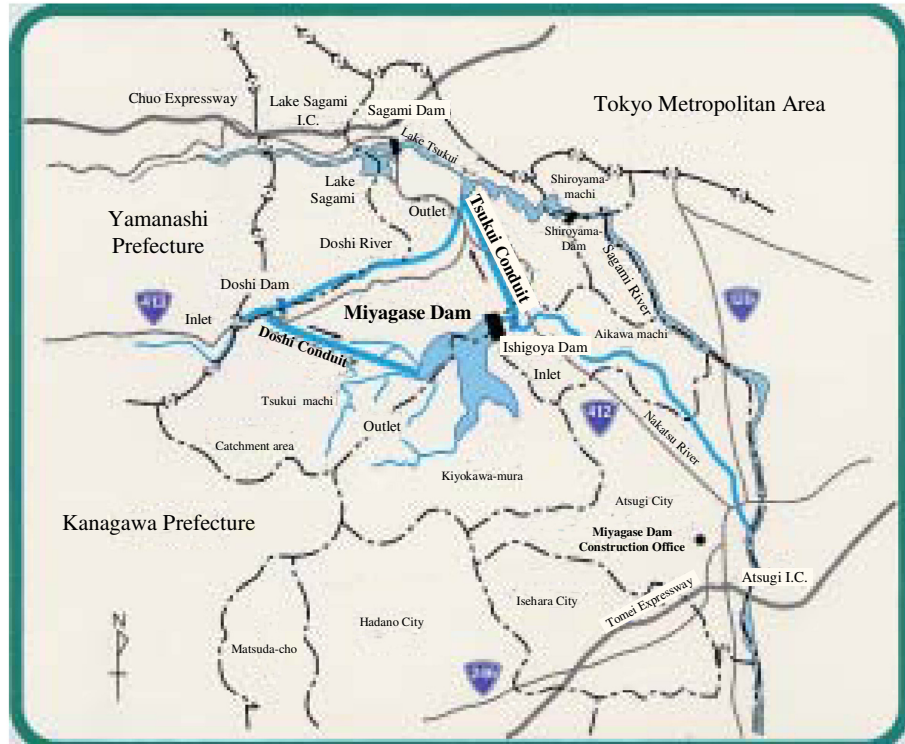 Chuo Expressway
Lake Sagami
I.C.
Sagami Dam
Tokyo Metropolitan Area
Lake Tsukui
Shiroyama
machi
Lake
Sagami
Outlet
Tsukui Conduit
Shiroyama-
Dam
Yamanashi
Prefecture
Doshi River
Sagami River
Doshi Dam
413
Inlet
Miyagase Dam
Doshi Conduit
Aikawa machi
Ishigoya Dam
Inlet
Tsukui machi
412
Outlet
Nakatsu River
Catchment area
Kiyokawa-mura
Atsugi City
Kanagawa Prefecture
Miyagase Dam
Construction Office
Atsugi I.C.
Isehara City
Tomei Expressway
Hadano City
N
Matsuda-cho